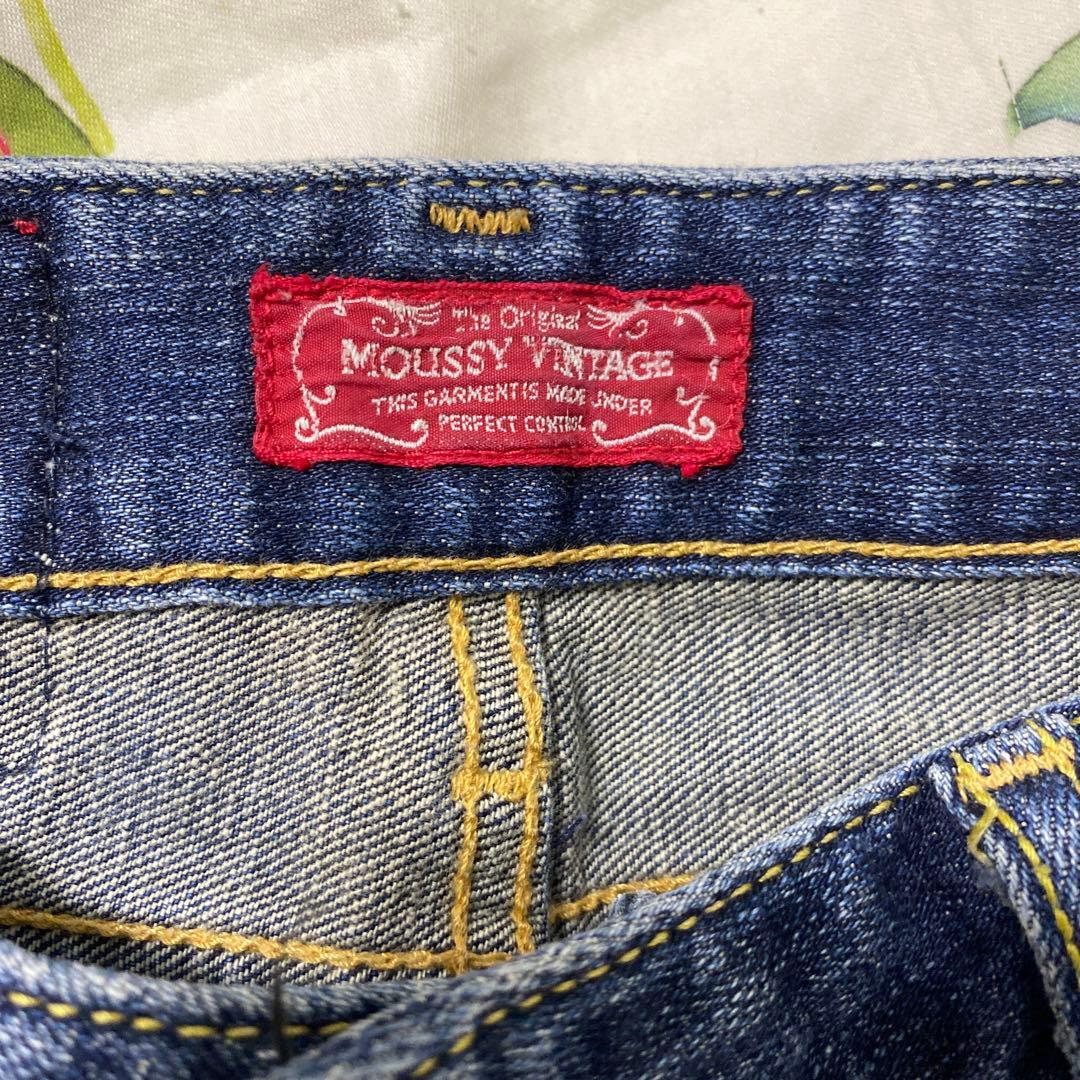 The Original
MOUSSY VINTAGE
THIS GARMENT IS MADE UNDER
PERFECT CONTROL